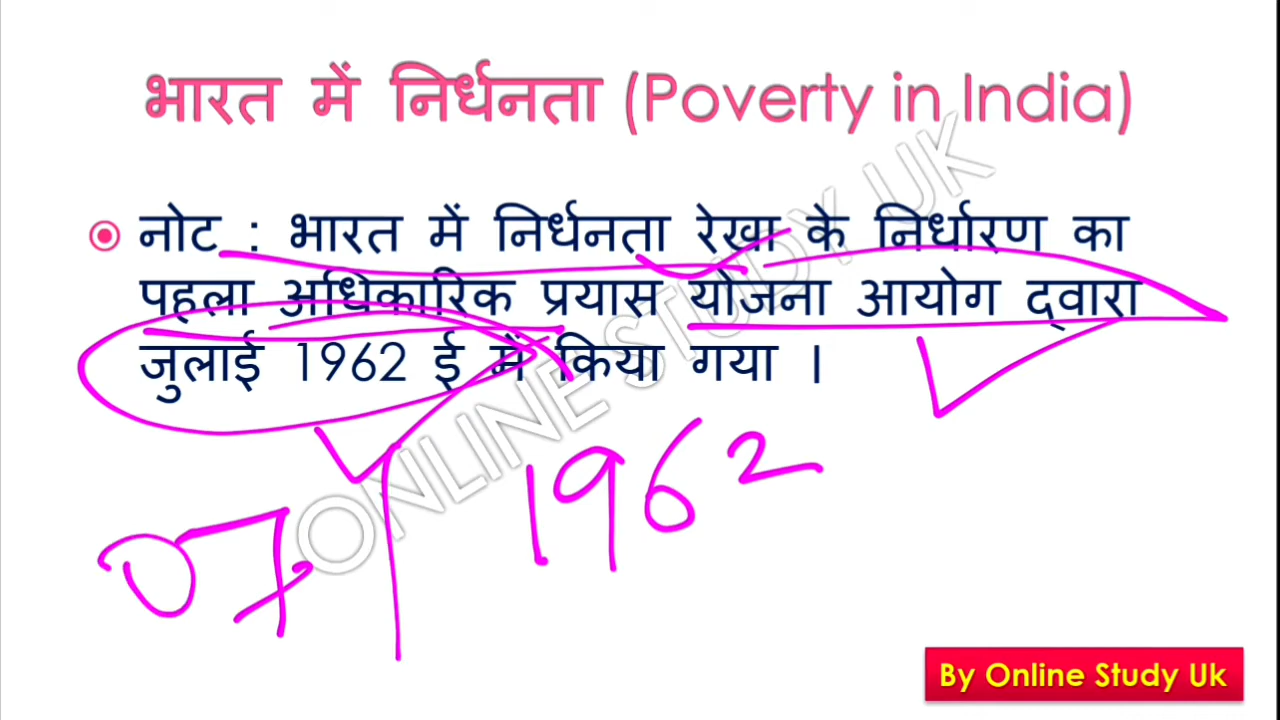 भारत में निर्धनता (Poverty in India)
नोट : भारत में निर्धनता रेखा के निर्धारण का
पहला अधिकारिक प्रयास योजना आयोग द्वारा
जुलाई 1962 ई में किया गया ।
ONLINE STUDY UK
07/1962
By Online Study Uk